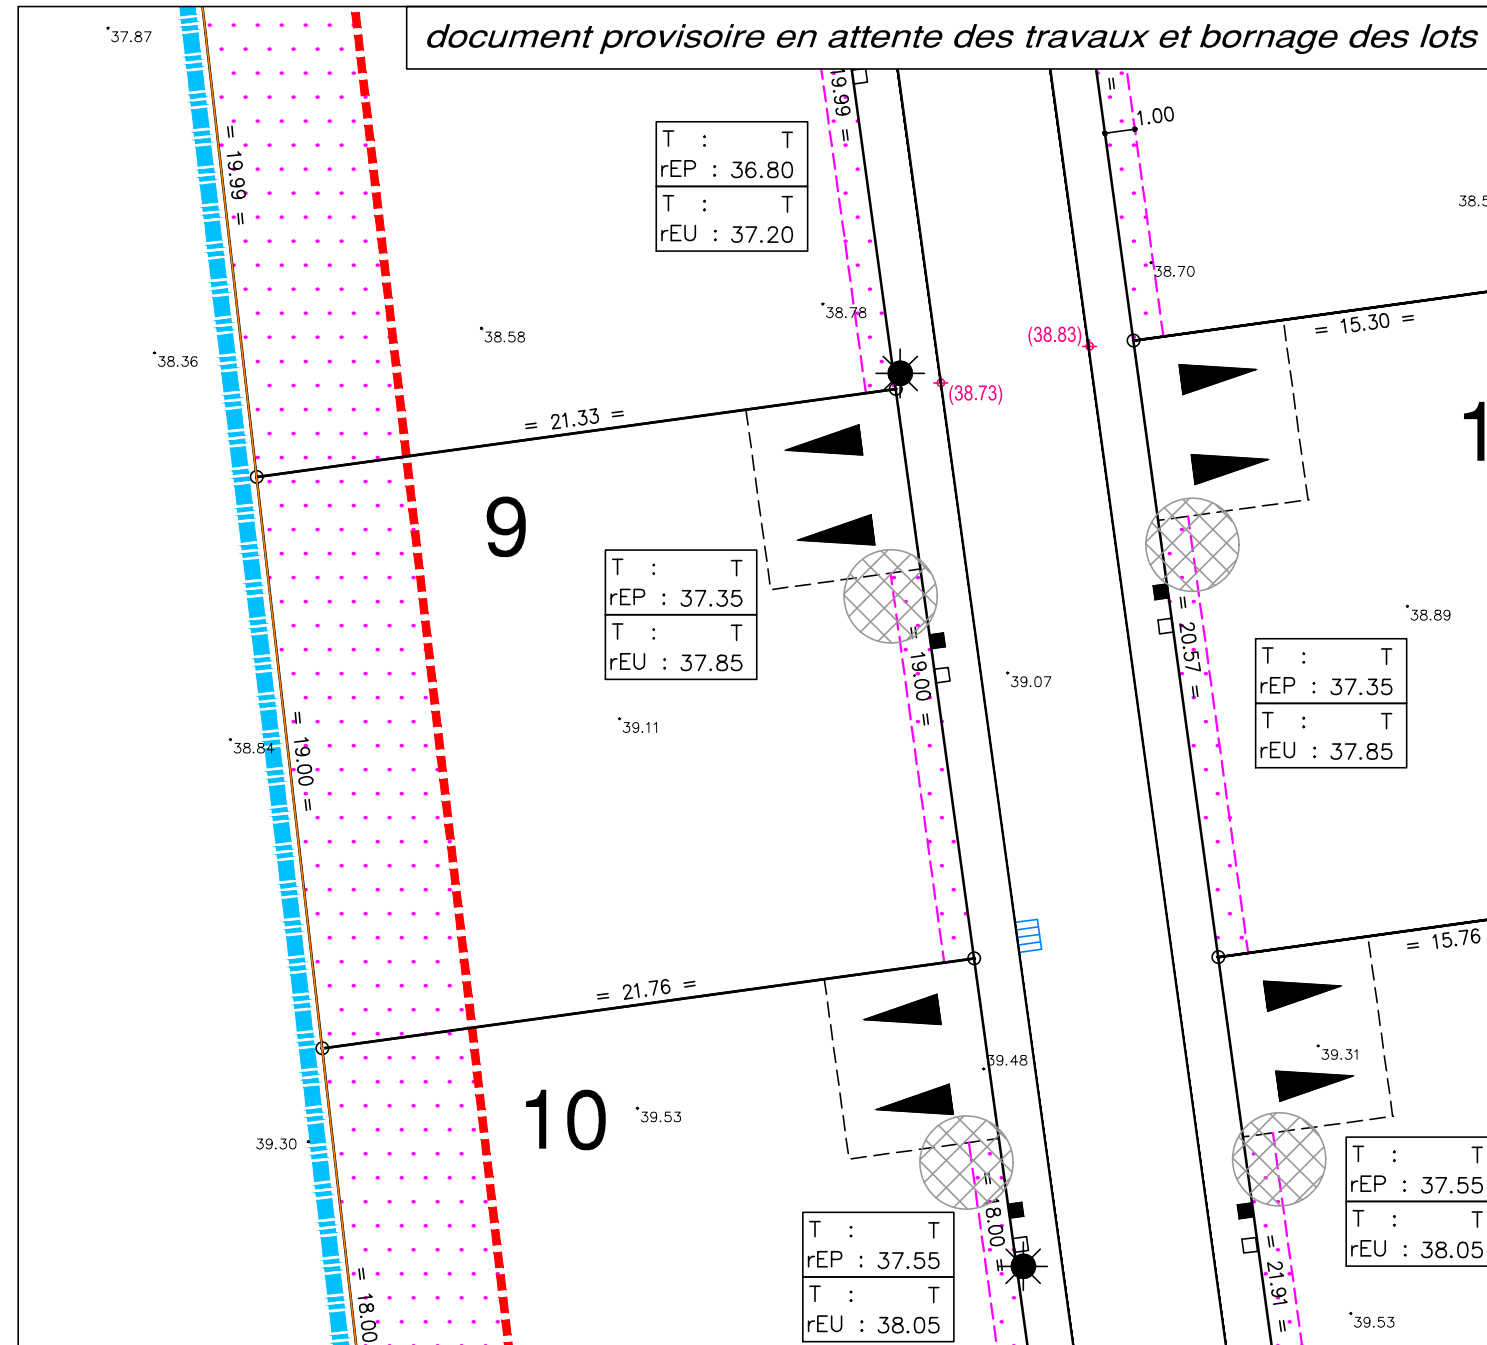 document provisoire en attente des travaux et bornage des lots
37.87
= 19.99 =
19.99 =
=
1.00
T : T
rEP : 36.80
T : T
rEU : 37.20
38.70
38.78
38.58
38.36
(38.83)
= 15.30 =
(38.73)
= 21.33 =
9
T : T
rEP : 37.35
T : T
rEU : 37.85
= 19.00 =
= 20.57 =
38.89
T : T
rEP : 37.35
T : T
rEU : 37.85
39.07
39.11
38.84
= 19.00 =
= 15.76
= 21.76 =
39.48
39.31
10
39.53
39.30
T : T
rEP : 37.55
T : T
rEU : 38.05
= 18.00 =
T : T
rEP : 37.55
T : T
rEU : 38.05
= 21.91 =
= 18.00
39.53